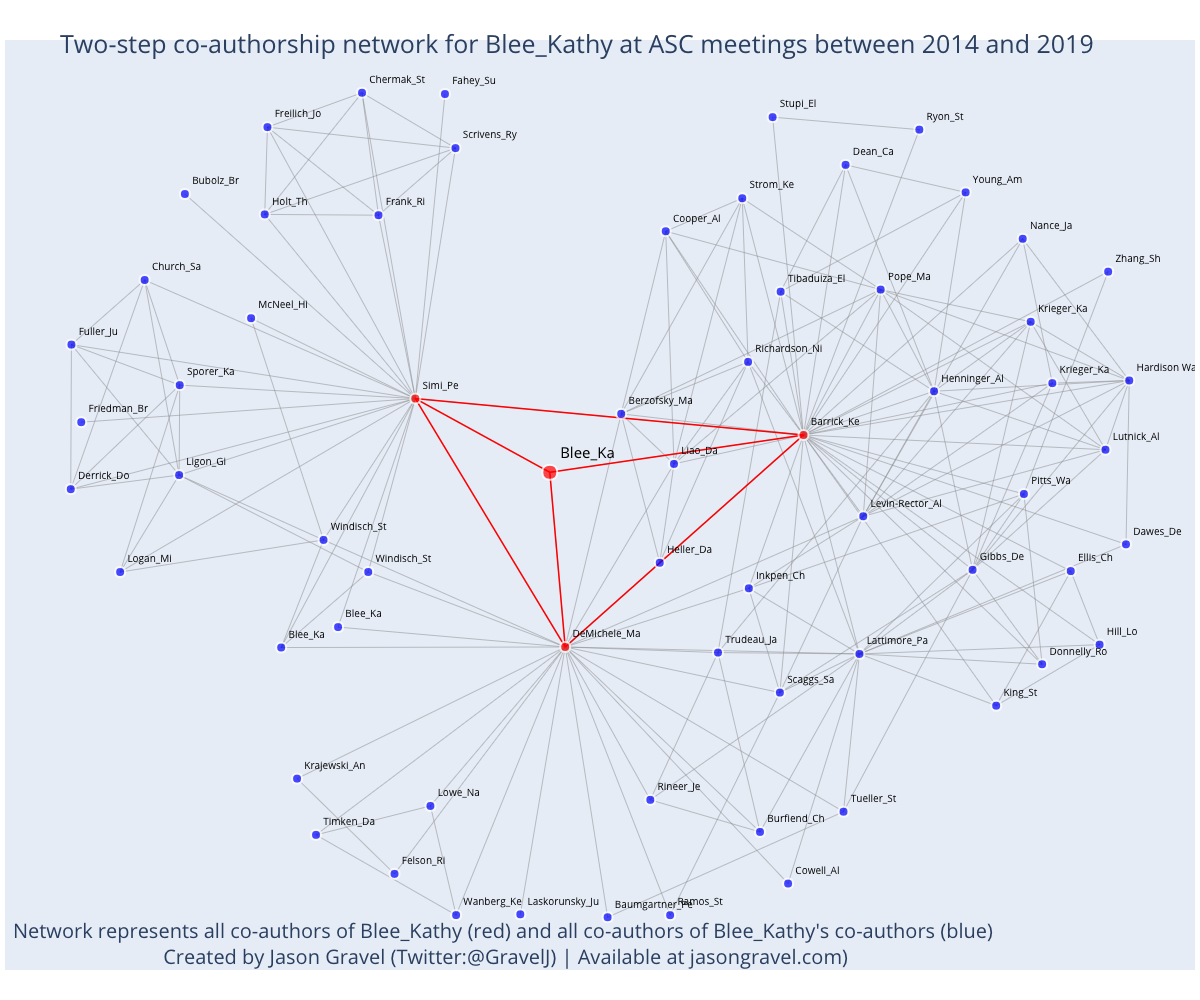 Two-step co-authorship network for Blee_Kathy at ASC meetings between 2014 and 2019
Chermak_St
Fahey_Su
Freilich_Jo
Scrivens_Ry
Stupi_El
Ryon_St
Dean_Ca
Bubolz_Br
Young_Am
Strom_Ke
Holt_Th
Frank_Ri
Cooper_Al
Nance_Ja
Zhang_Sh
Church_Sa
Tibaduiza_El
Pope_Ma
McNeel_Hi
Krieger_Ka
Fuller_Ju
Richardson_Ni
Sporer_Ka
Simi_Pe
Henninger_Al
Krieger_Ka
Hardison Wa
Berzofsky_Ma
Friedman_Br
Barrick_Ke
Lutnick_Al
Blee_Ka
Liao_Da
Ligon_Gi
Derrick_Do
Pitts_Wa
Levin-Rector_Al
Windisch_St
Dawes_De
Heller_Da
Gibbs_De
Ellis_Ch
Logan_Mi
Windisch_St
Inkpen_Ch
Blee_Ka
Blee_Ka
DeMichele_Ma
Trudeau_Ja
Lattimore_Pa
Hill_Lo
Donnelly_Ro
Scaggs_Sa
King_St
Krajewski_An
Lowe_Na
Rineer_Je
Tueller_St
Timken_Da
Burfiend_Ch
Felson_Ri
Cowell_Al
Wanberg_Ke
Laskorunsky_Ju
Baumgartner_Pe
Ramos_St
Network represents all co-authors of Blee_Kathy (red) and all co-authors of Blee_Kathy's co-authors (blue)
Created by Jason Gravel (Twitter:@GravelJ) | Available at jasongravel.com)